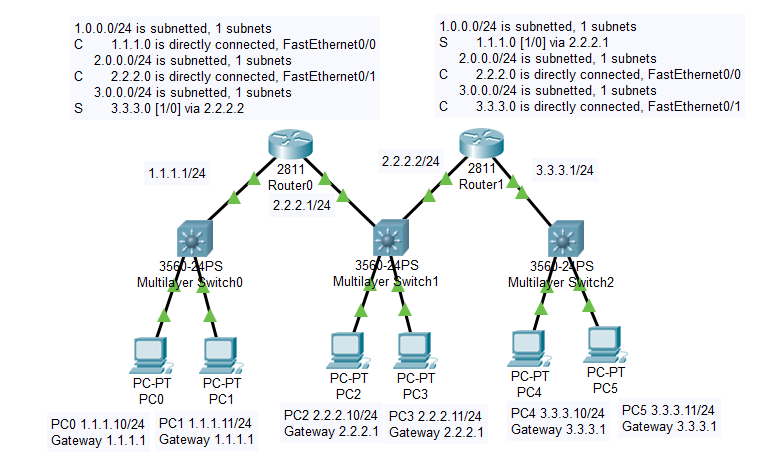 1.0.0.0/24 is subnetted, 1 subnets
C 1.1.1.0 is directly connected, FastEthernet0/0
2.0.0.0/24 is subnetted, 1 subnets
C 2.2.2.0 is directly connected, FastEthernet0/1
3.0.0.0/24 is subnetted, 1 subnets
S 3.3.3.0 [1/0] via 2.2.2.2
1.0.0.0/24 is subnetted, 1 subnets
S 1.1.1.0 [1/0] via 2.2.2.1
2.0.0.0/24 is subnetted, 1 subnets
C 2.2.2.0 is directly connected, FastEthernet0/0
3.0.0.0/24 is subnetted, 1 subnets
C 3.3.3.0 is directly connected, FastEthernet0/1
1.1.1.1/24
2811
Router0
2.2.2.1/24
2.2.2.2/24
2811
Router1
3.3.3.1/24
3560-24PS
Multilayer Switch0
3560-24PS
Multilayer Switch1
3560-24PS
Multilayer Switch2
PC-PT
PC0
PC-PT
PC1
PC-PT
PC2
PC-PT
PC3
PC-PT
PC4
PC-PT
PC5
PC0 1.1.1.10/24
Gateway 1.1.1.1
PC1 1.1.1.11/24
Gateway 1.1.1.1
PC2 2.2.2.10/24
Gateway 2.2.2.1
PC3 2.2.2.11/24
Gateway 2.2.2.1
PC4 3.3.3.10/24
Gateway 3.3.3.1
PC5 3.3.3.11/24
Gateway 3.3.3.1